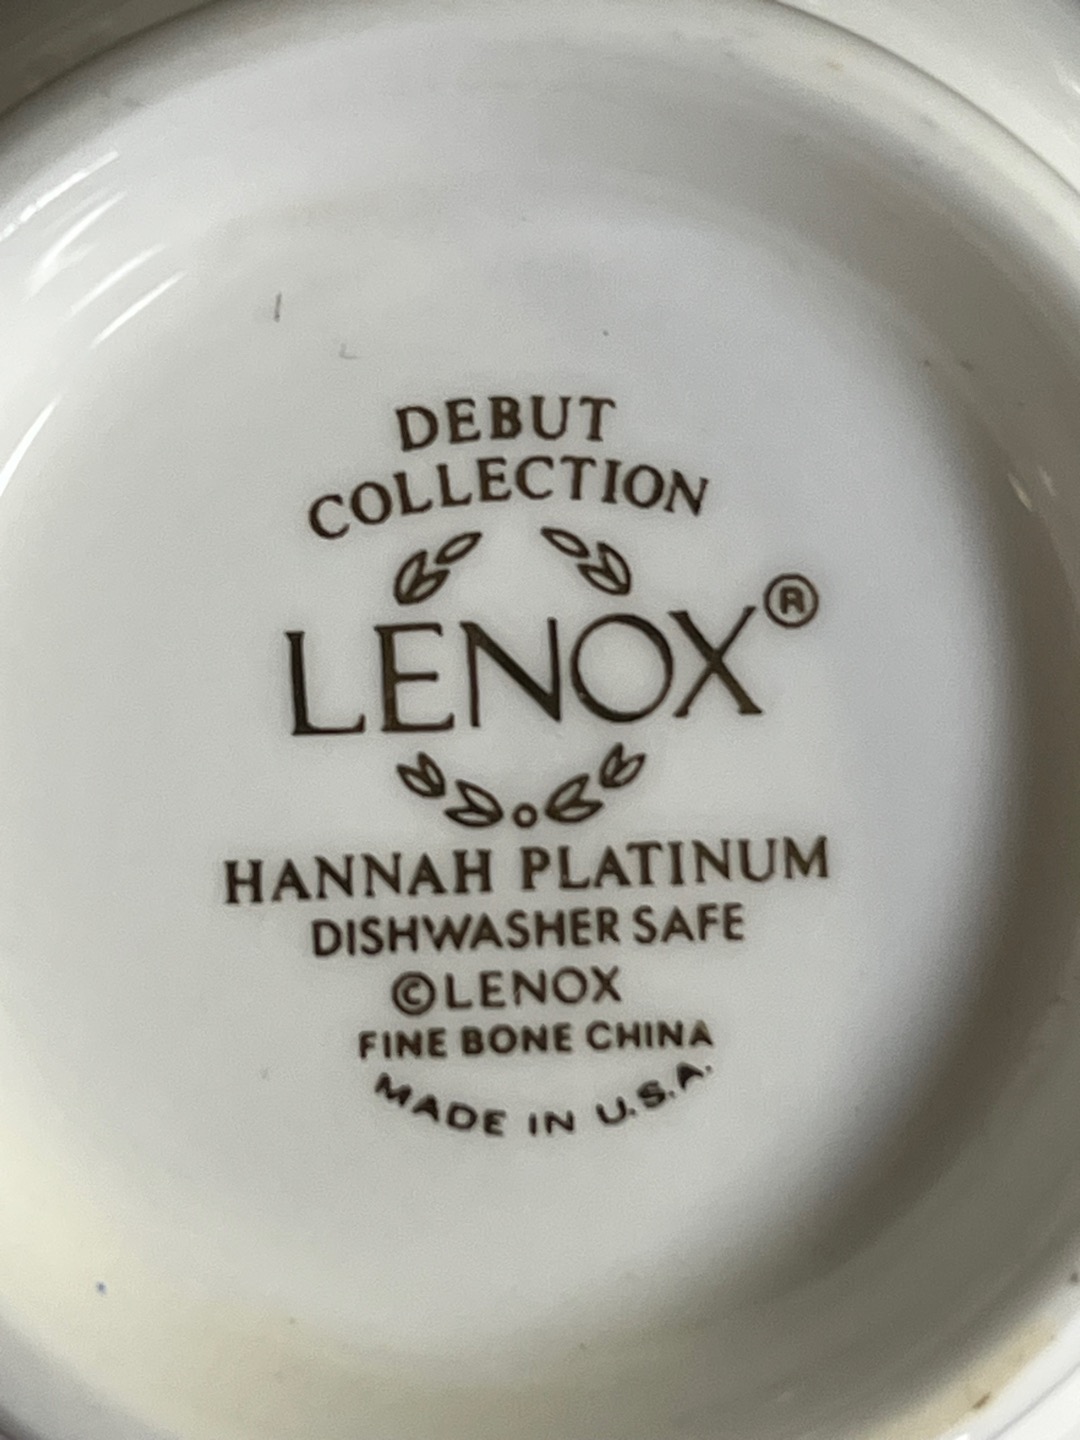 DEBUT
COLLECTION
LENOX®
HANNAH PLATINUM
DISHWASHER SAFE
©LENOX
FINE BONE CHINA
MADE IN U.S.A.